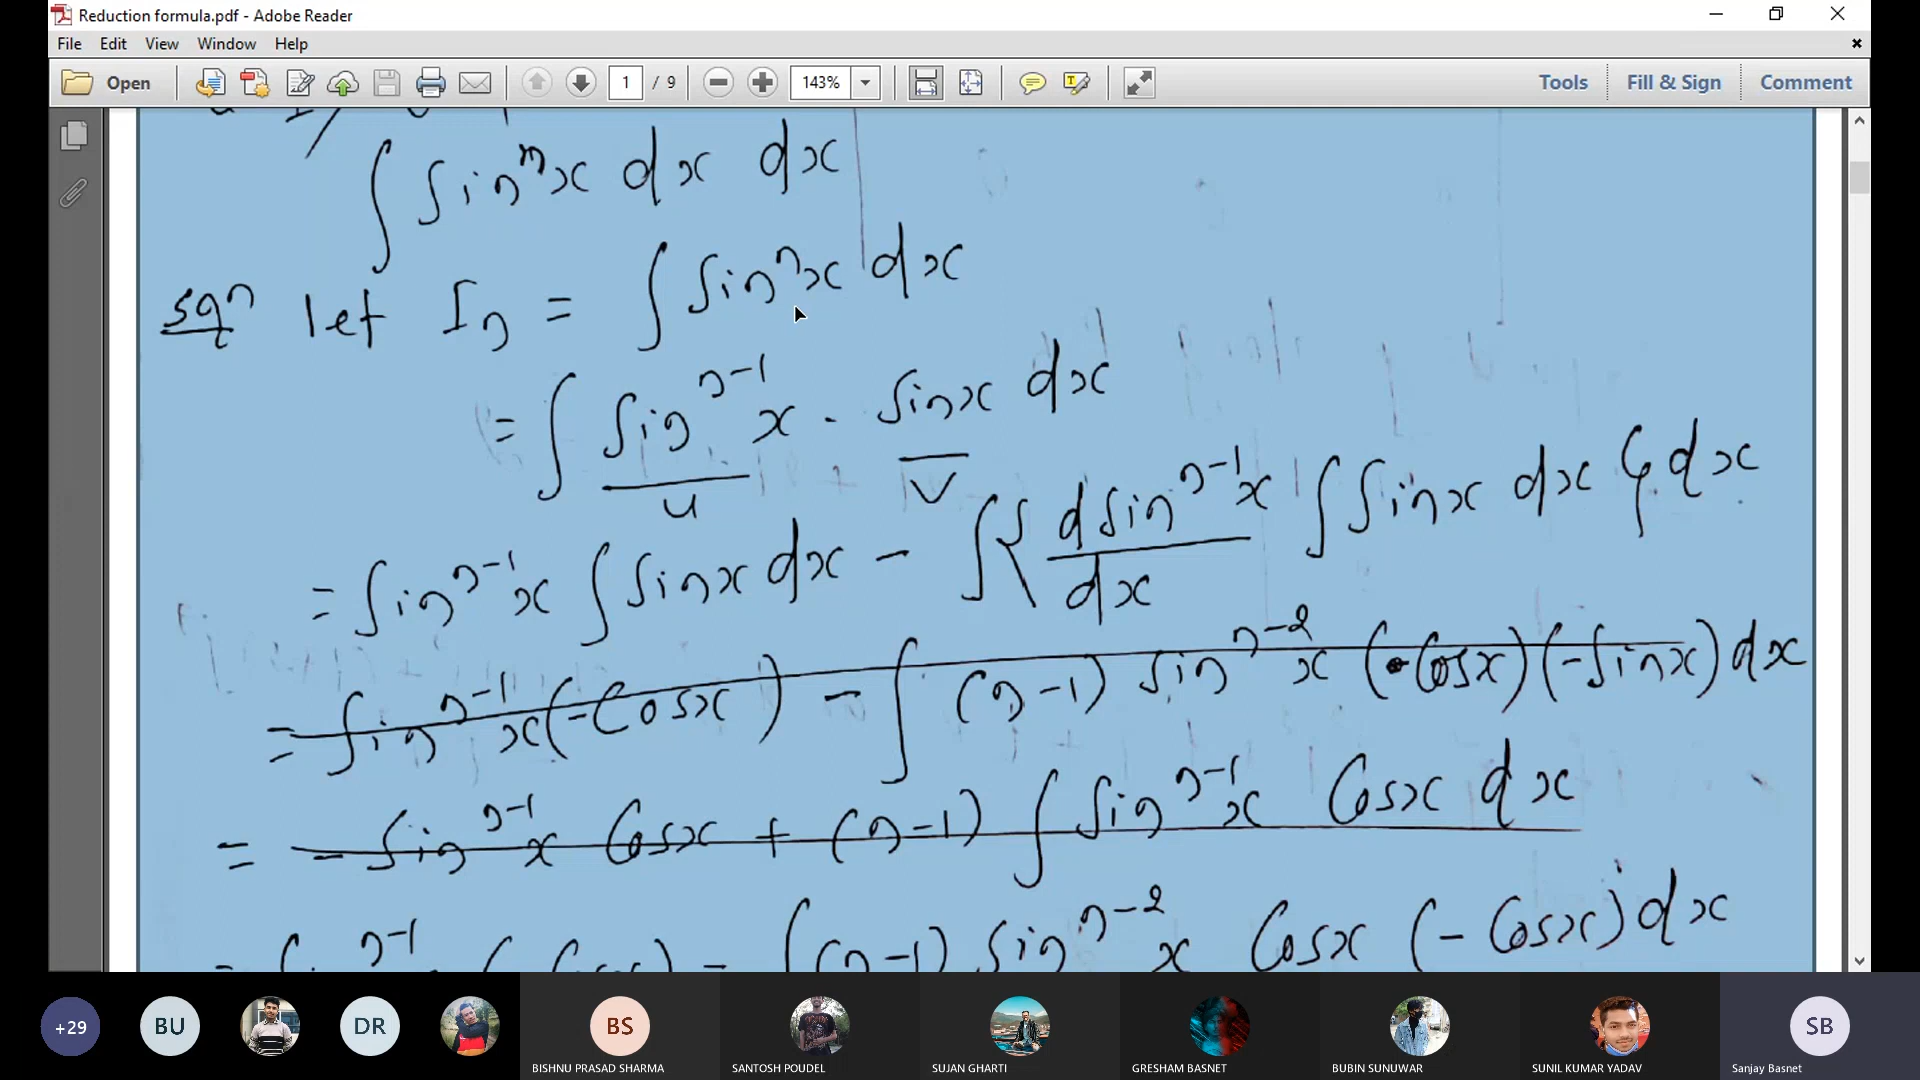 Reduction formula.pdf - Adobe Reader
File Edit View Window Help
Open 1 / 9 143% Tools Fill & Sign Comment
∫ sinⁿx dx dx
sqn let Iₙ = ∫ sinⁿx dx
= ∫ sinⁿ⁻¹x . sinx dx
u v
= sinⁿ⁻¹x ∫ sinx dx - ∫{ d sinⁿ⁻¹x / dx ∫ sinx dx } dx
= sinⁿ⁻¹x (-Cosx) - ∫ (n-1) sinⁿ⁻²x (-Cosx)(-sinx) dx
= - sinⁿ⁻¹x Cosx + (n-1) ∫ sinⁿ⁻¹x Cosx dx
n-1 - ∫(n-1) sinⁿ⁻²x Cosx (-Cosx) dx
+29 BU DR BS SB
BISHNU PRASAD SHARMA SANTOSH POUDEL SUJAN GHARTI GRESHAM BASNET BUBIN SUNUWAR SUNIL KUMAR YADAV Sanjay Basnet